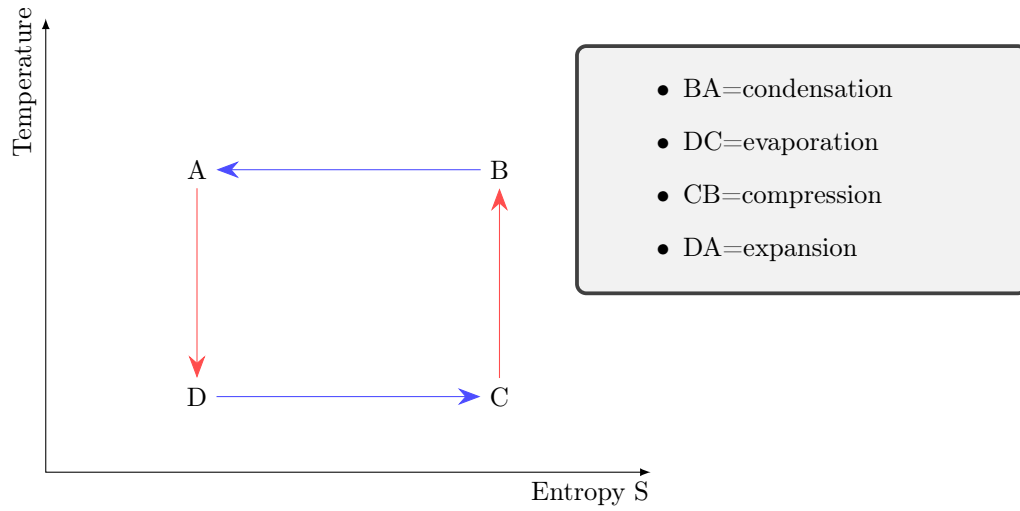 Temperature
A
B
D
C
Entropy S
• BA=condensation
• DC=evaporation
• CB=compression
• DA=expansion